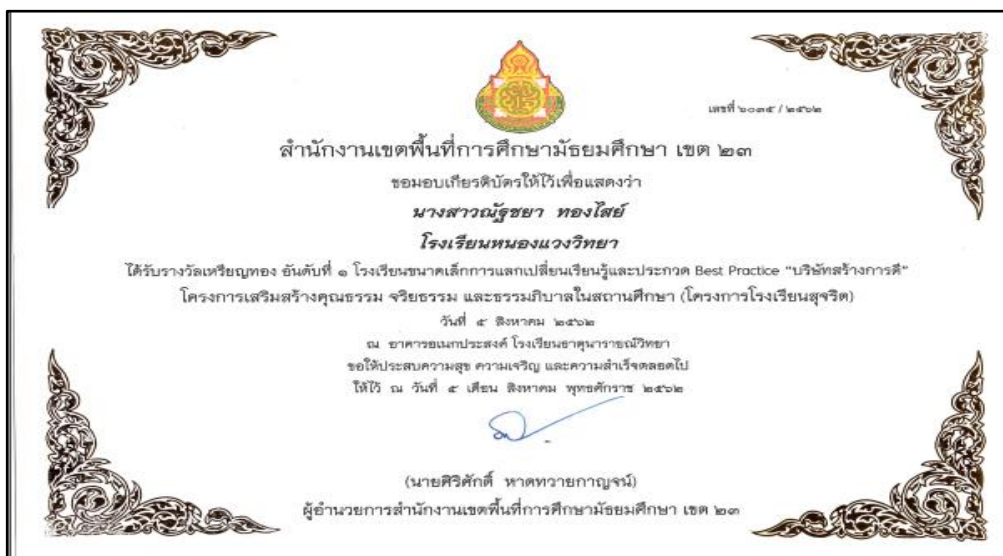 เลขที่ ๖๐๓๕ / ๒๕๖๒
สำนักงานเขตพื้นที่การศึกษามัธยมศึกษา เขต ๒๓
ขอมอบเกียรติบัตรให้ไว้เพื่อแสดงว่า
นางสาวณัฐชยา ทองไสย์
โรงเรียนหนองแวงวิทยา
ได้รับรางวัลเหรียญทอง อันดับที่ ๑ โรงเรียนขนาดเล็กการแลกเปลี่ยนเรียนรู้และประกวด Best Practice "บริษัทสร้างการดี"
โครงการเสริมสร้างคุณธรรม จริยธรรม และธรรมาภิบาลในสถานศึกษา (โครงการโรงเรียนสุจริต)
วันที่ ๕ สิงหาคม ๒๕๖๒
ณ อาคารอเนกประสงค์ โรงเรียนธาตุนารายณ์วิทยา
ขอให้ประสบความสุข ความเจริญ และความสำเร็จตลอดไป
ให้ไว้ ณ วันที่ ๕ เดือน สิงหาคม พุทธศักราช ๒๕๖๒
(นายศิริศักดิ์ หาดทวายกาญจน์)
ผู้อำนวยการสำนักงานเขตพื้นที่การศึกษามัธยมศึกษา เขต ๒๓